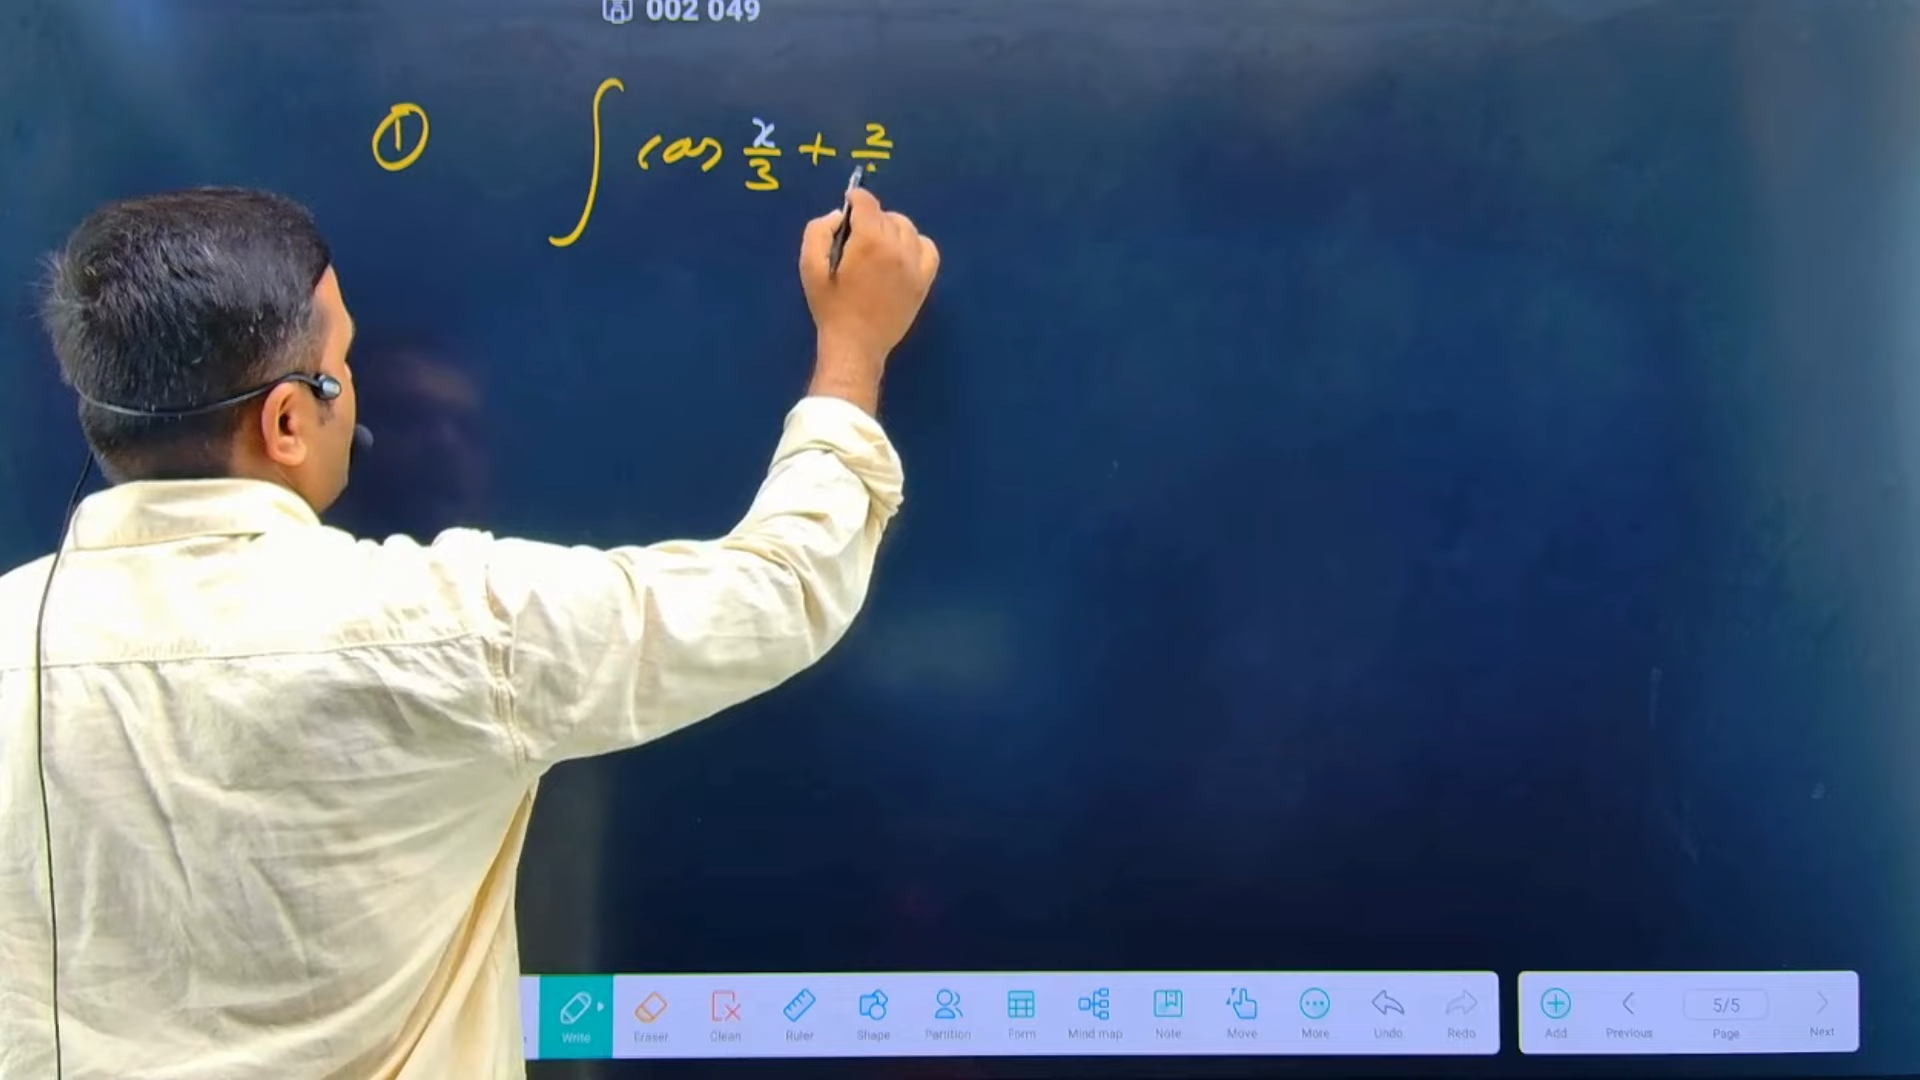 002 049
① ∫ cos x/3 + 2/
Write Eraser Clean Ruler Shape Partition Form Mind map Note Move More Undo Redo Add Previous Page Next
5/5